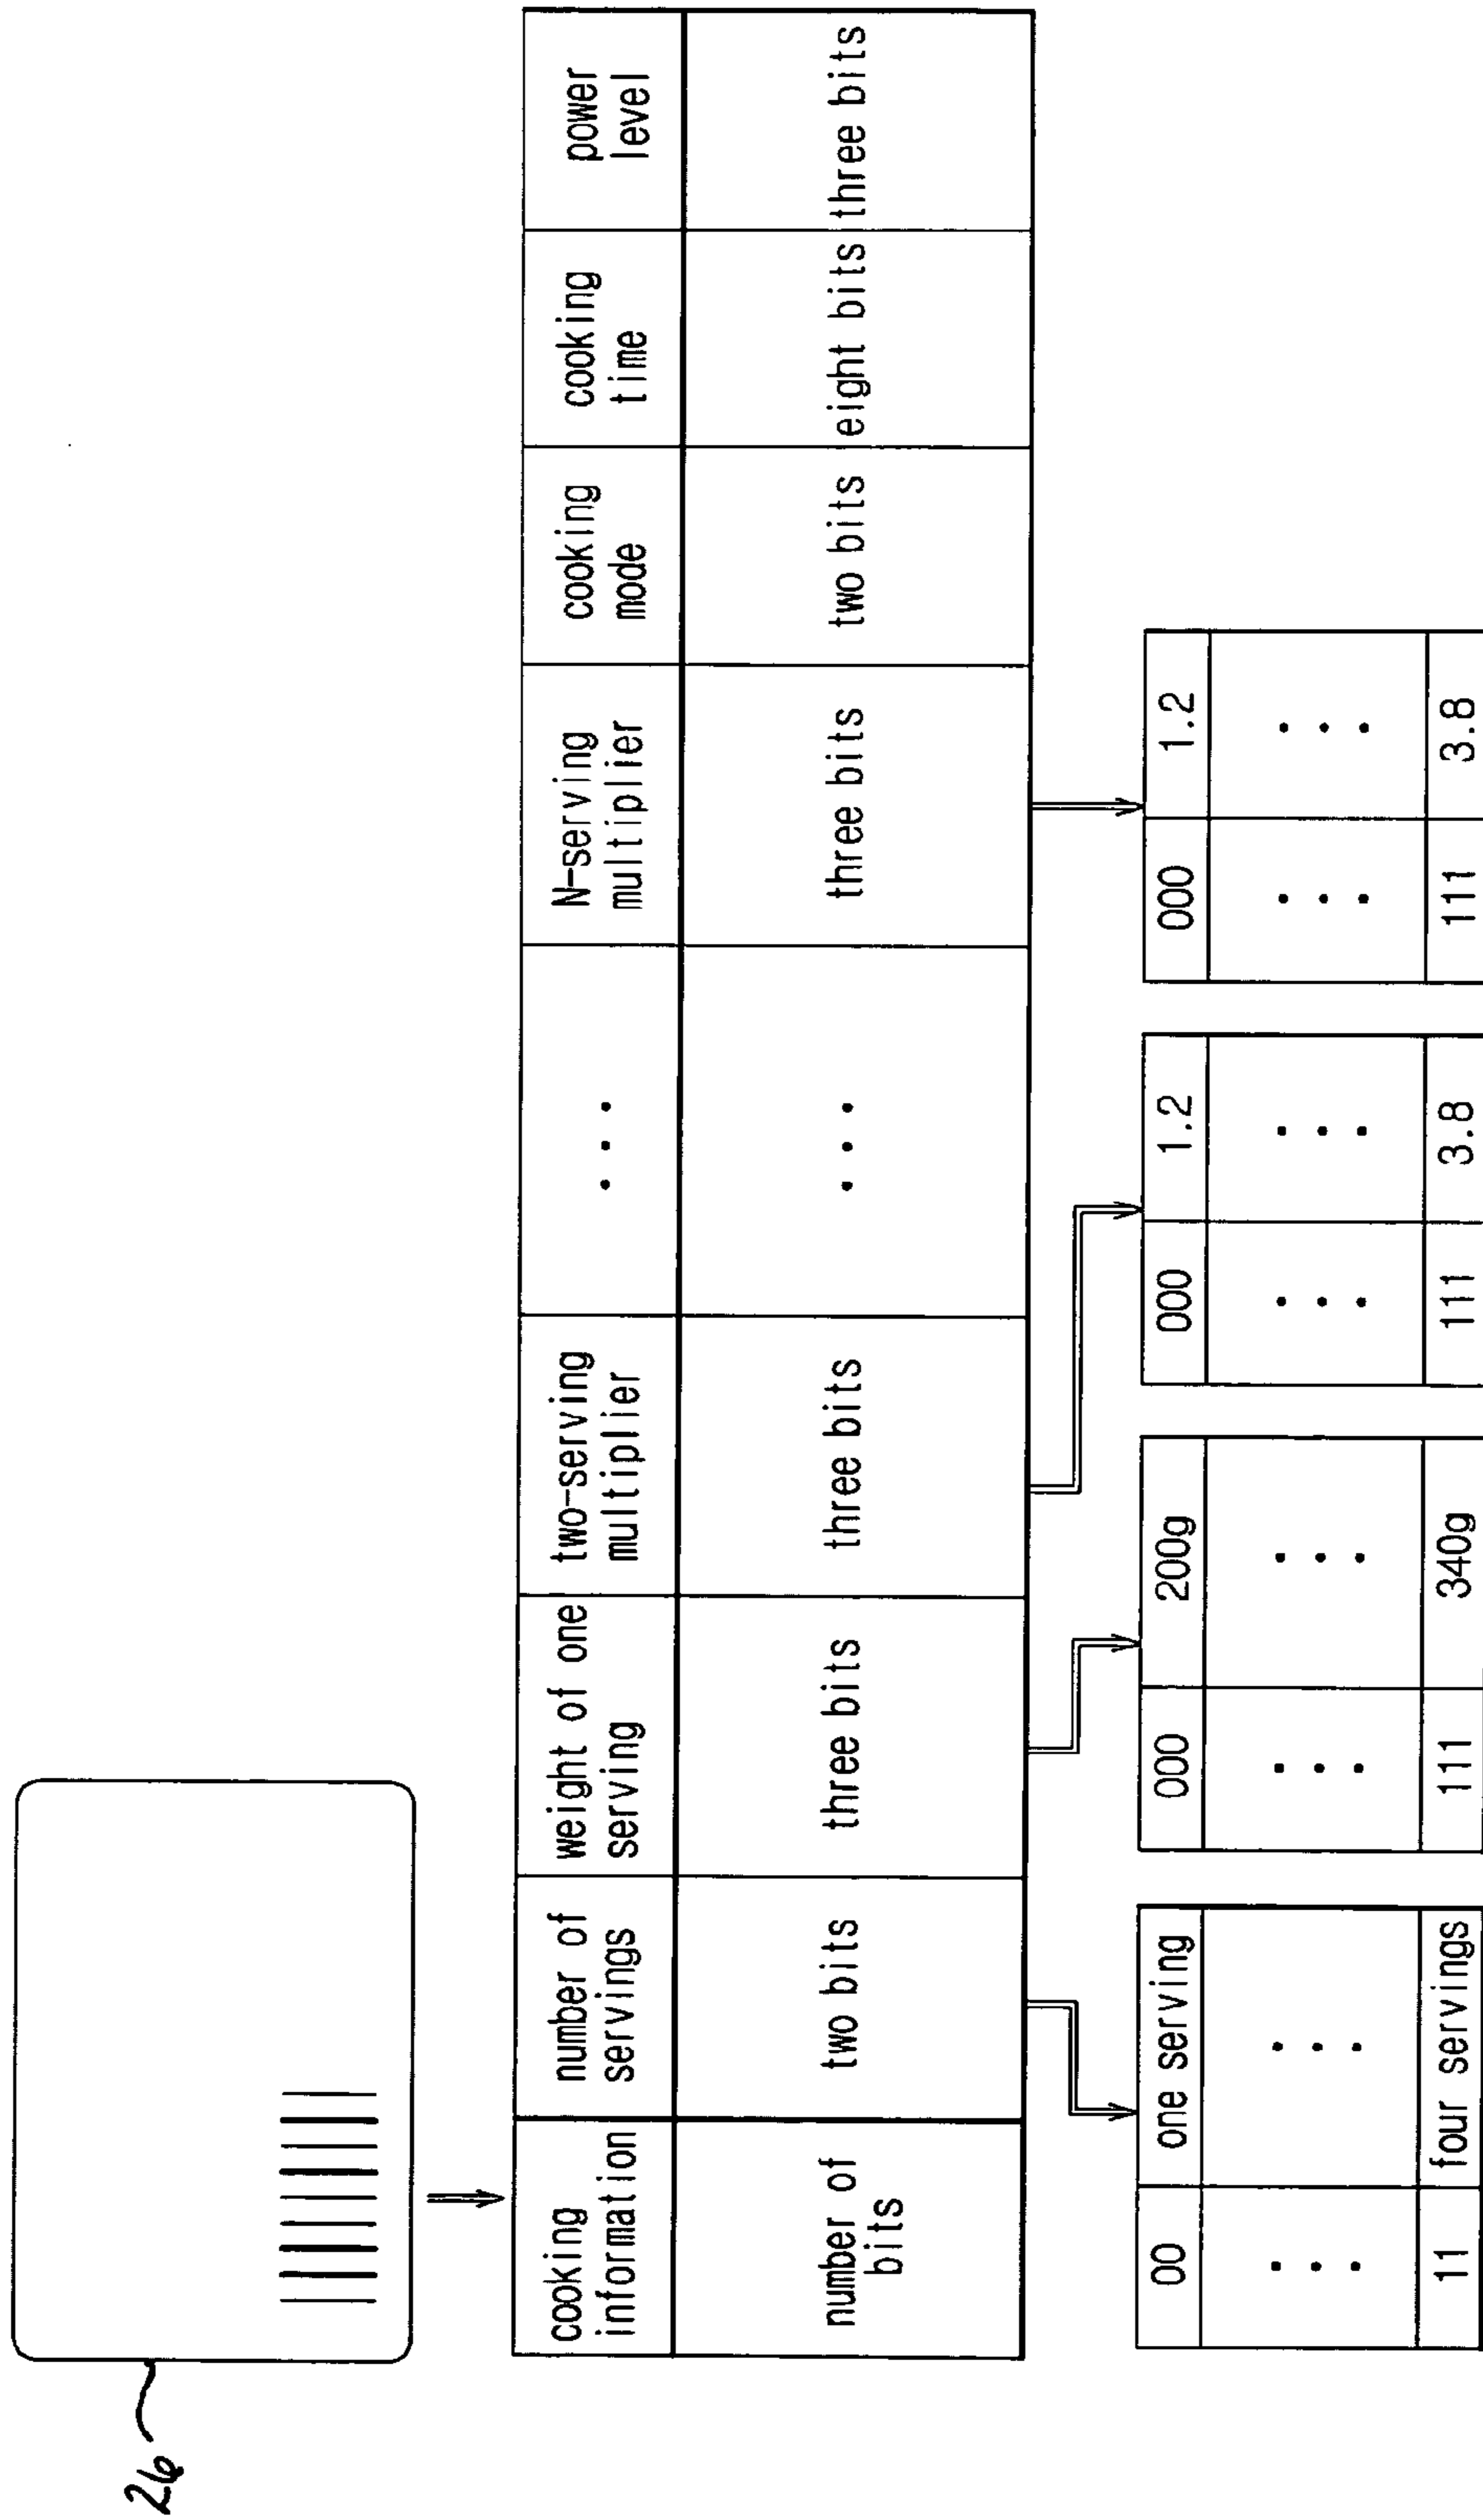 26
cooking
information
number of
servings
weight of one
serving
two-serving
multiplier
. . .
N-serving
multiplier
cooking
mode
cooking
time
power
level
number of
bits
two bits
three bits
three bits
. . .
three bits
two bits
eight bits
three bits
00
one serving
. . .
. . .
11
four servings
000
200g
. . .
. . .
111
340g
000
1.2
. . .
. . .
111
3.8
000
1.2
. . .
. . .
111
3.8